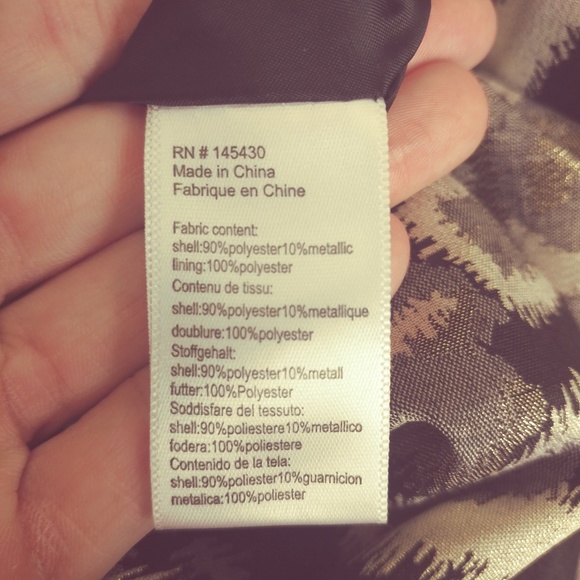 RN # 145430
Made in China
Fabrique en Chine
Fabric content:
shell:90%polyester10%metallic
lining:100%polyester
Contenu de tissu:
shell:90%polyester10%metallique
doublure:100%polyester
Stoffgehalt:
shell:90%polyester10%metall
futter:100%Polyester
Soddisfare del tessuto:
shell:90%poliestere10%metallico
fodera:100%poliestere
Contenido de la tela:
shell:90%poliester10%guarnicion
metalica:100%poliester